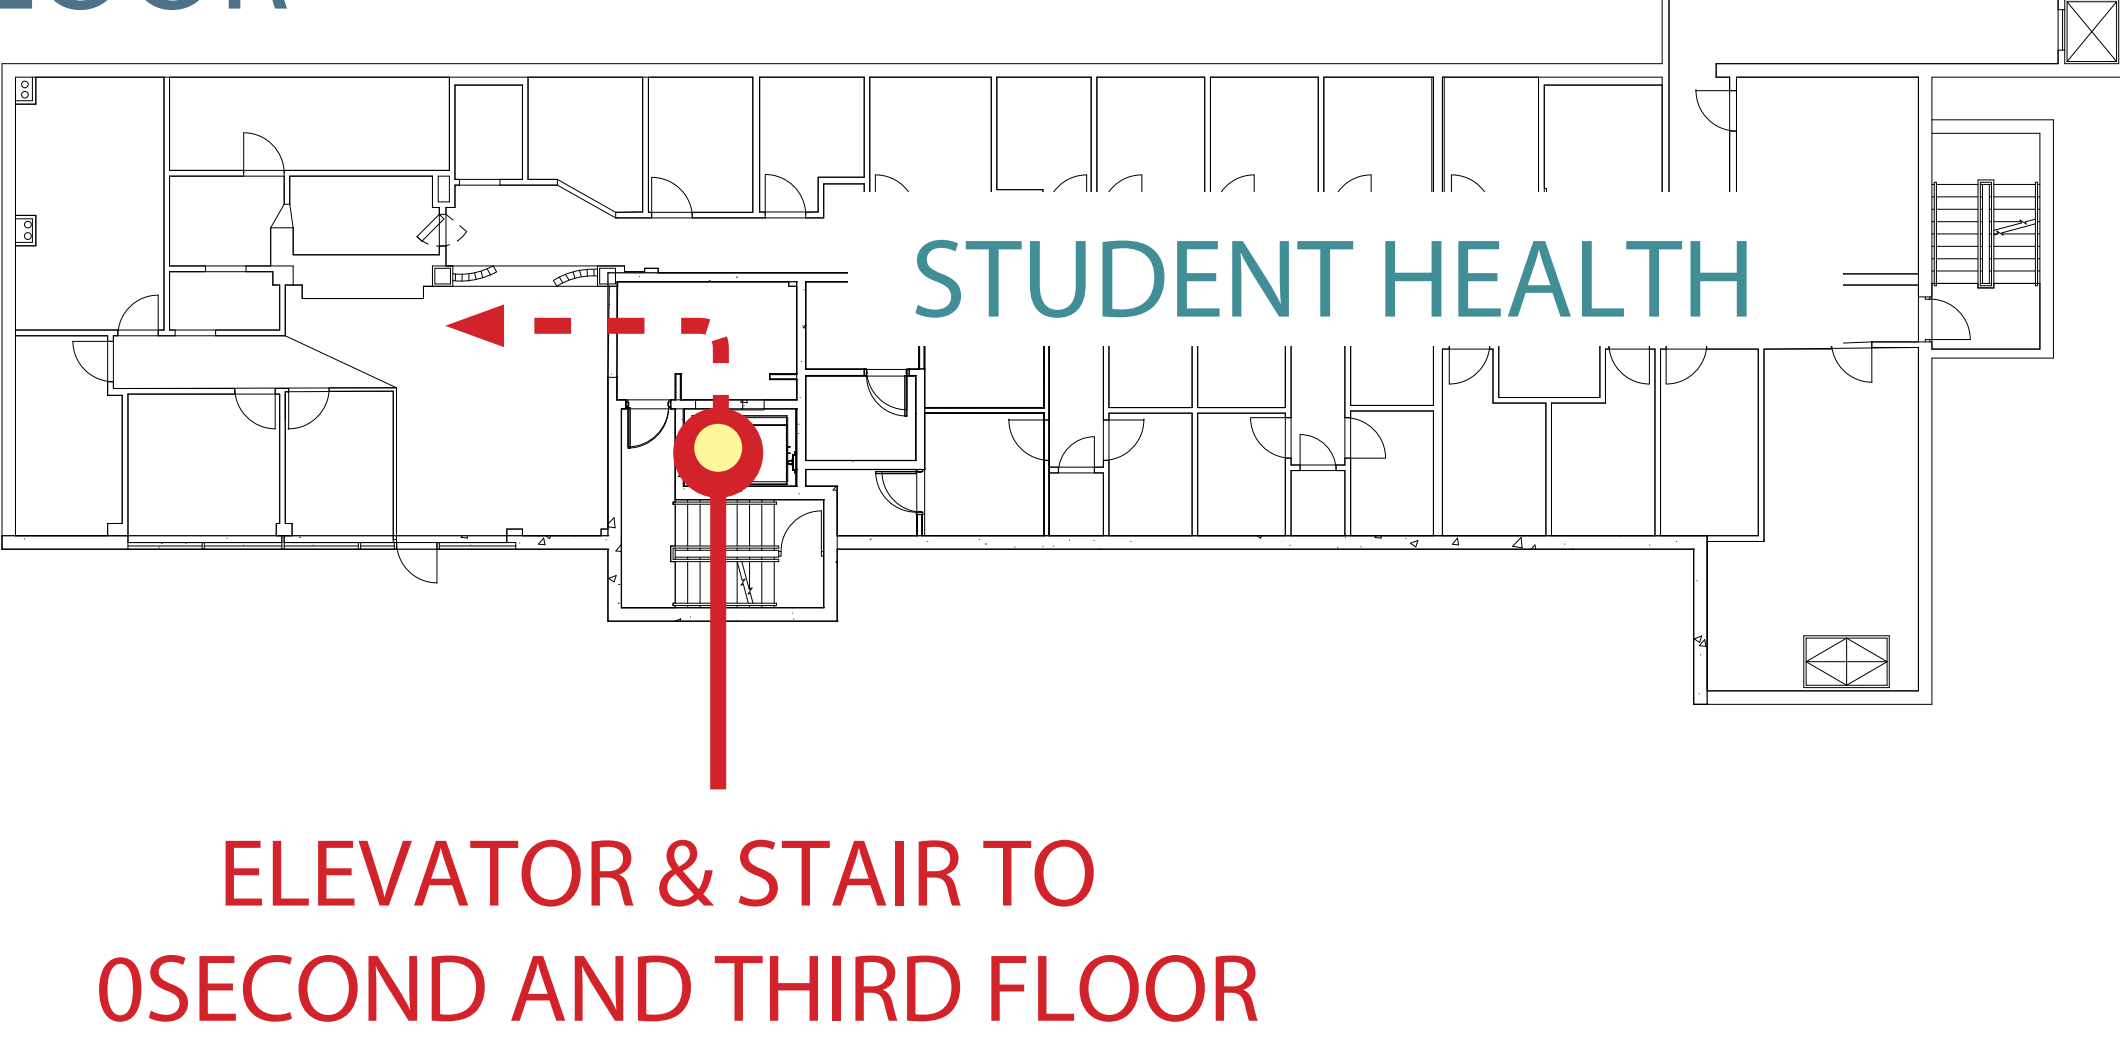 STUDENT HEALTH
ELEVATOR & STAIR TO
0SECOND AND THIRD FLOOR